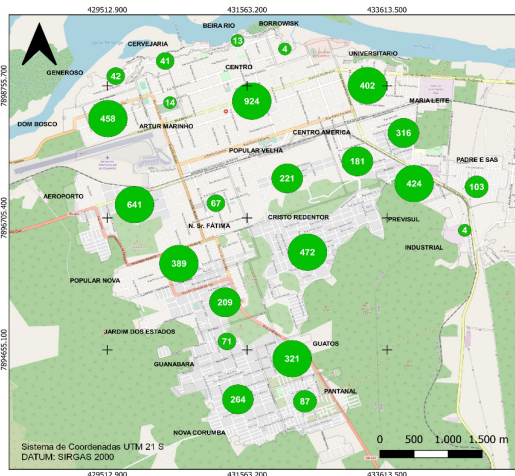 429512.900 431563.200 433613.500
BEIRA RIO
BORROWISK
13
4
CERVEJARIA
41
UNIVERSITARIO
GENEROSO
42
CENTRO
402
7898755.700
14
924
MARIA LEITE
458
DOM BOSCO
ARTUR MARINHO
CENTRO AMERICA
316
POPULAR VELHA
181
PADRE E SAS
221
424
103
AEROPORTO
641
67
CRISTO REDENTOR
PREVISUL
7896705.400
N. Sr. FÁTIMA
4
INDUSTRIAL
472
389
POPULAR NOVA
209
JARDIM DOS ESTADOS
71
GUATOS
7894655.100
GUANABARA
321
264
87
PANTANAL
NOVA CORUMBA
Sistema de Coordenadas UTM 21 S
DATUM: SIRGAS 2000
0 500 1.000 1.500 m
429512.900 431563.200 433613.500